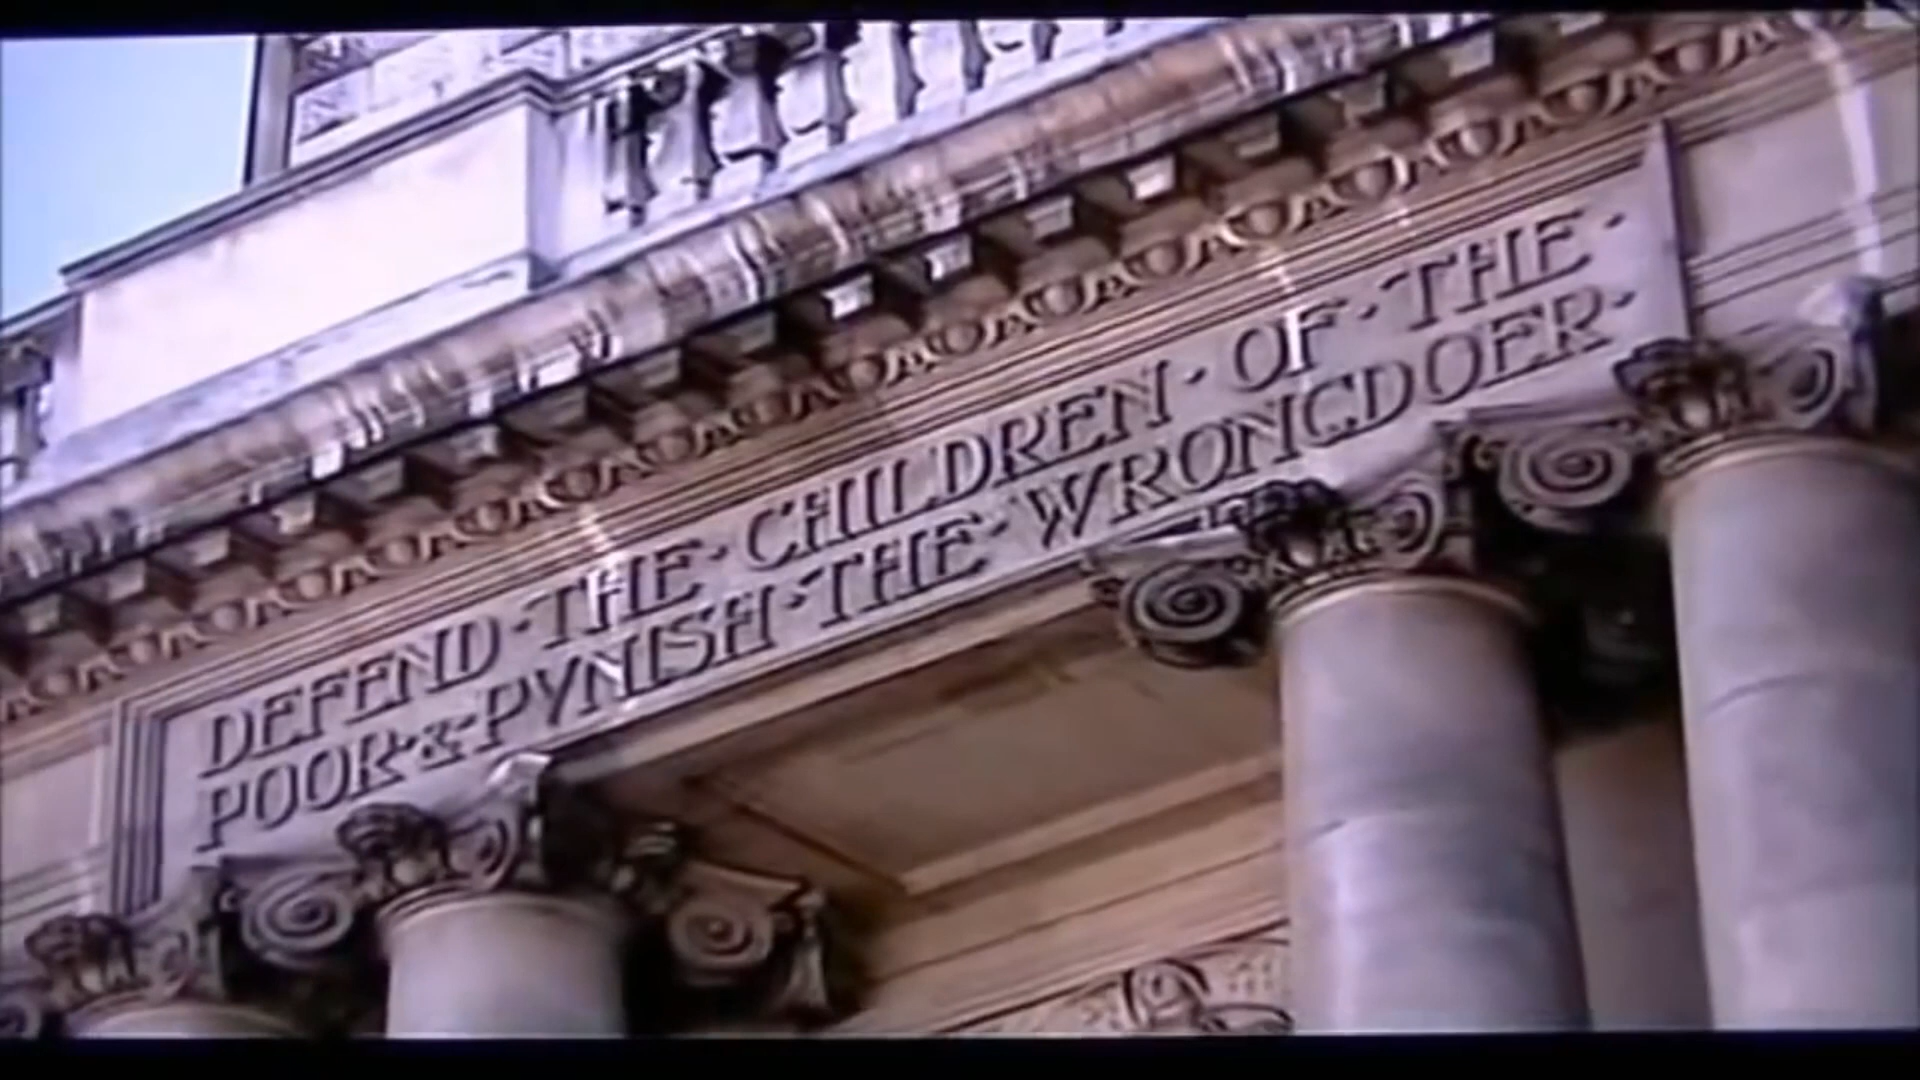 DEFEND · THE · CHILDREN · OF · THE ·
POOR · & · PVNISH · THE · WRONGDOER ·